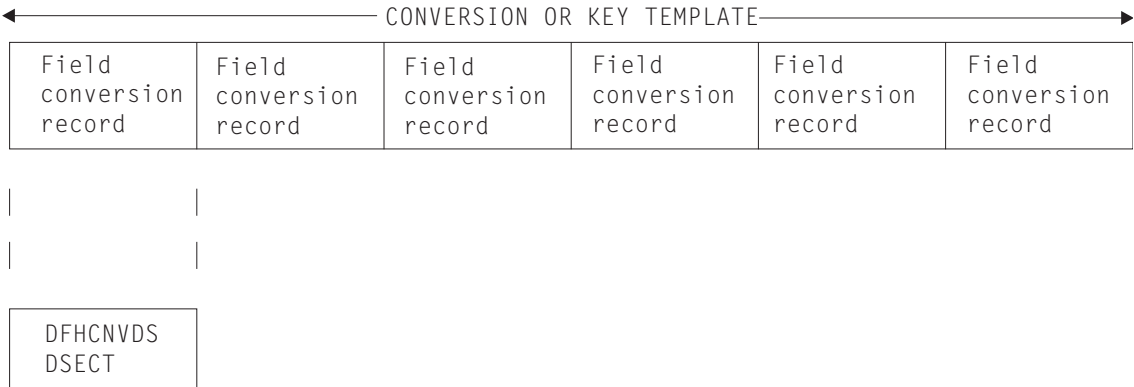 CONVERSION OR KEY TEMPLATE
Field
conversion
record
Field
conversion
record
Field
conversion
record
Field
conversion
record
Field
conversion
record
Field
conversion
record
DFHCNVDS
DSECT